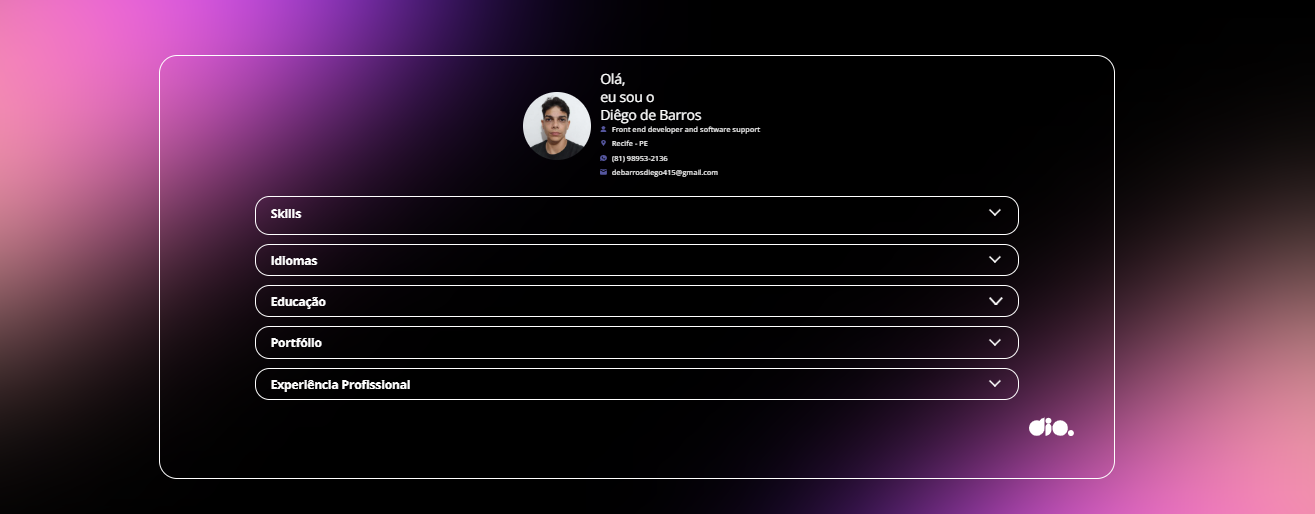 Olá,
eu sou o
Diêgo de Barros
Front end developer and software support
Recife - PE
(81) 98953-2136
debarrosdiego415@gmail.com
Skills
Idiomas
Educação
Portfólio
Experiência Profissional
dio.